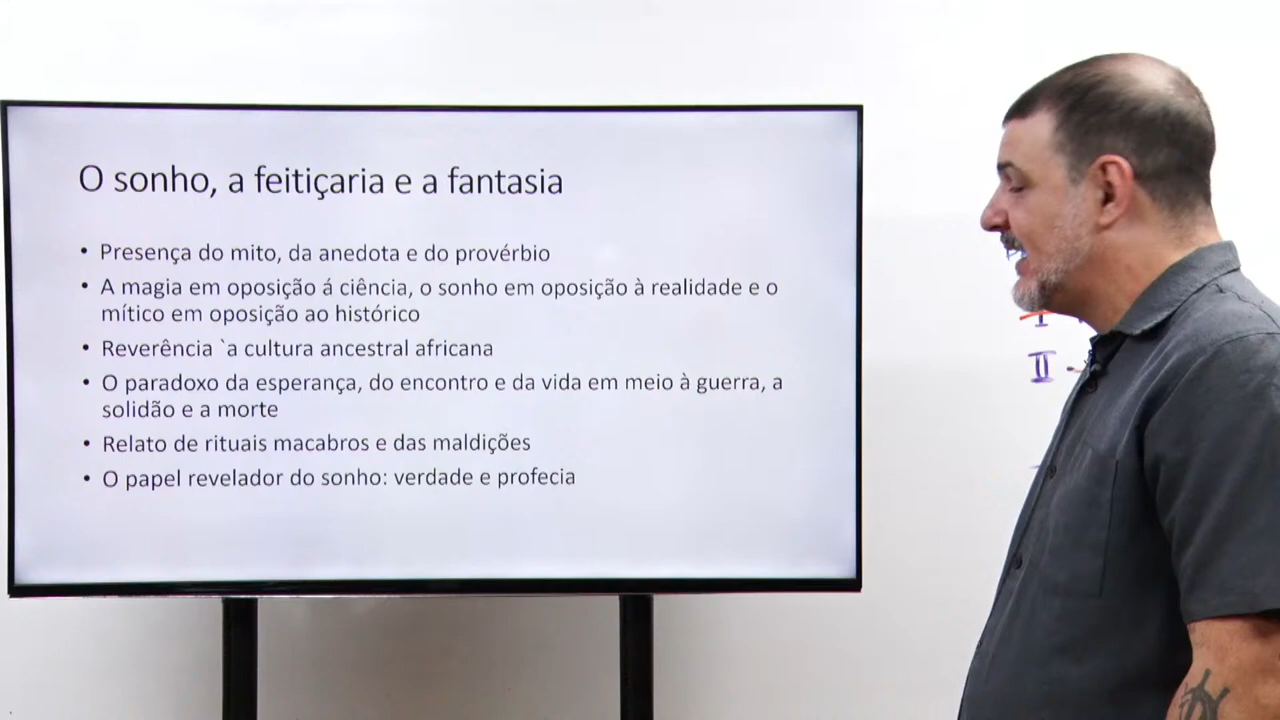 O sonho, a feitiçaria e a fantasia
• Presença do mito, da anedota e do provérbio
• A magia em oposição á ciência, o sonho em oposição à realidade e o
mítico em oposição ao histórico
• Reverência `a cultura ancestral africana
• O paradoxo da esperança, do encontro e da vida em meio à guerra, a
solidão e a morte
• Relato de rituais macabros e das maldições
• O papel revelador do sonho: verdade e profecia
II